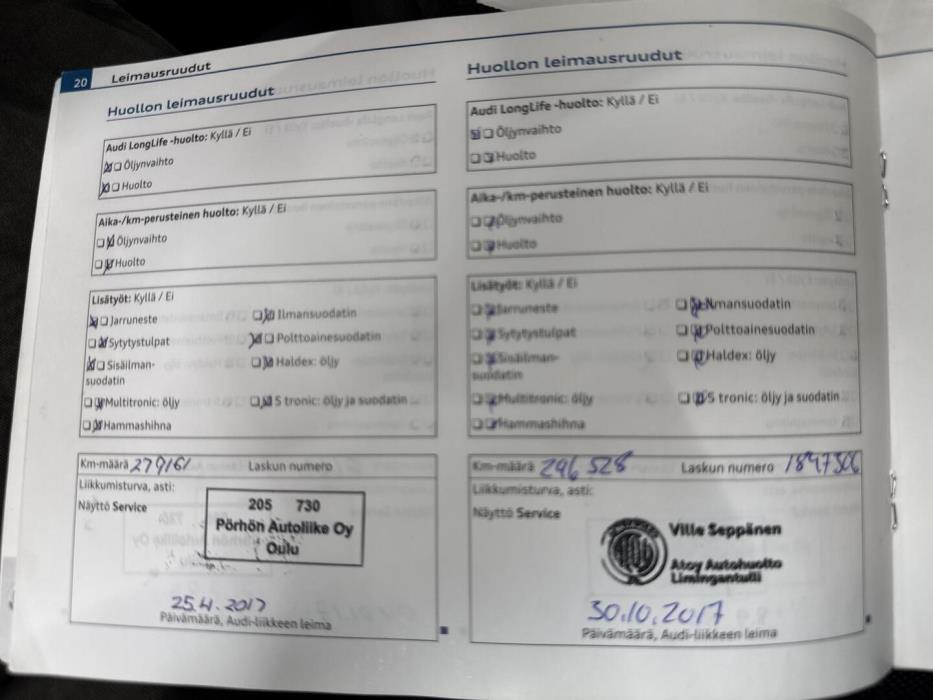 20 Leimausruudut
Huollon leimausruudut
Audi LongLife -huolto: Kyllä / Ei
Öljynvaihto
Huolto
Aika-/km-perusteinen huolto: Kyllä / Ei
Öljynvaihto
Huolto
Lisätyöt: Kyllä / Ei
Jarruneste
Ilmansuodatin
Sytytystulpat
Polttoainesuodatin
Sisäilman-
suodatin
Haldex: öljy
Multitronic: öljy
S tronic: öljy ja suodatin
Hammashihna
Km-määrä 279161 Laskun numero
Liikkumisturva, asti:
Näyttö Service
205 730
Pörhön Autoliike Oy
Oulu
25.4.2017
Päivämäärä, Audi-liikkeen leima
Huollon leimausruudut
Audi LongLife -huolto: Kyllä / Ei
Öljynvaihto
Huolto
Aika-/km-perusteinen huolto: Kyllä / Ei
Öljynvaihto
Huolto
Lisätyöt: Kyllä / Ei
Jarruneste
Ilmansuodatin
Sytytystulpat
Polttoainesuodatin
Sisäilman-
suodatin
Haldex: öljy
Multitronic: öljy
S tronic: öljy ja suodatin
Hammashihna
Km-määrä 296 528 Laskun numero
Liikkumisturva, asti:
Näyttö Service
Ville Seppänen
Atoy Autohuolto
Limingantulli
30.10.2017
Päivämäärä, Audi-liikkeen leima